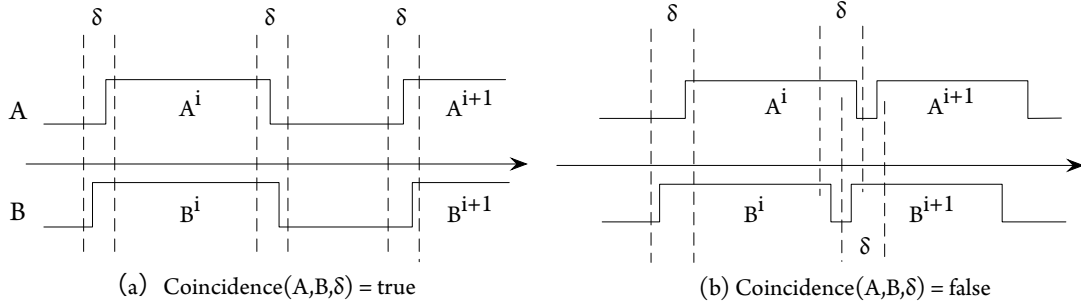 δ δ δ δ δ
A A^i A^{i+1} A^i A^{i+1}
B B^i B^{i+1} B^i B^{i+1}
δ
(a) Coincidence(A,B,δ) = true (b) Coincidence(A,B,δ) = false